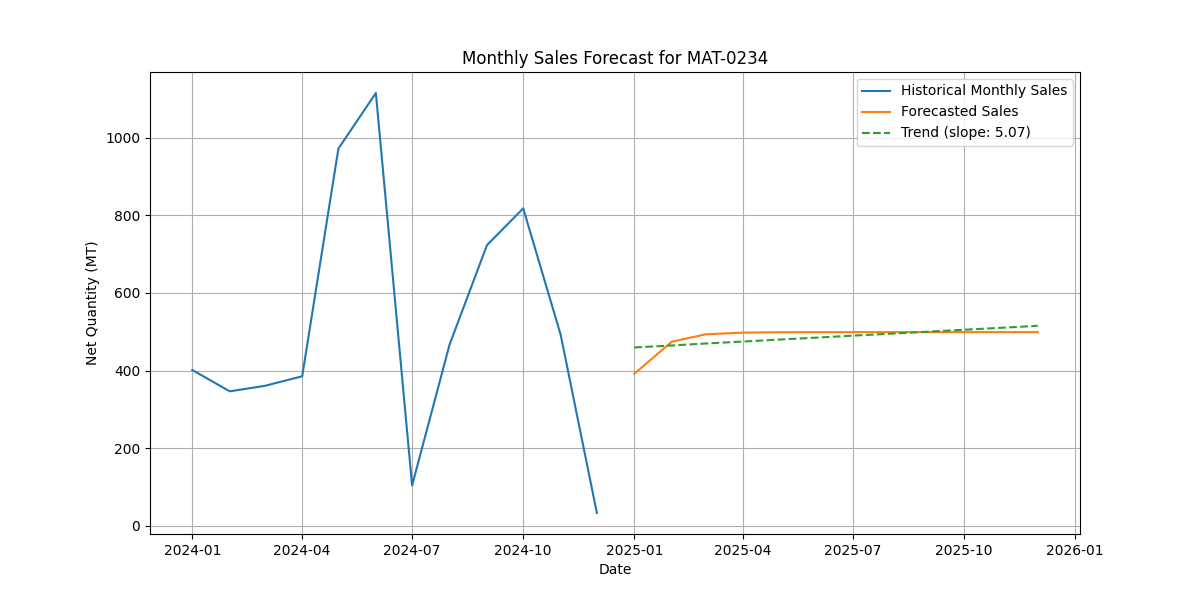 Monthly Sales Forecast for MAT-0234
Historical Monthly Sales
Forecasted Sales
Trend (slope: 5.07)
Net Quantity (MT)
1000
800
600
400
200
0
2024-01 2024-04 2024-07 2024-10 2025-01 2025-04 2025-07 2025-10 2026-01
Date